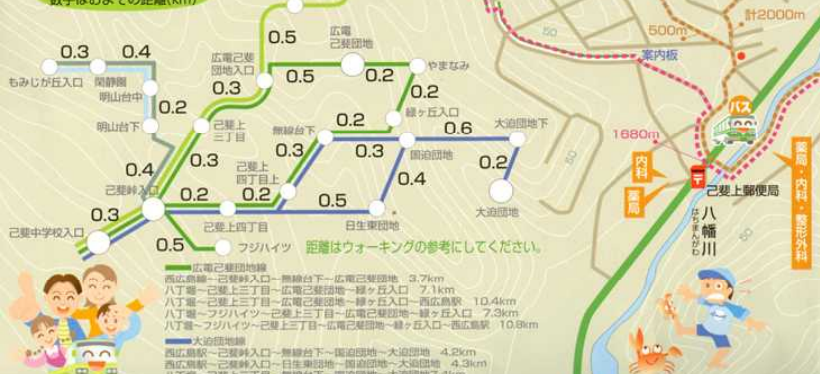 数字はおよその距離(km)
0.5
広電
己斐団地
0.3
0.4
広電己斐
団地入口
0.5
0.2
やまなみ
もみじが丘入口
閑静園
明山台中
0.3
0.2
0.2
明山台下
己斐上
三丁目
無線台下
0.2
緑ヶ丘入口
0.6
大迫団地下
0.3
0.3
0.3
国迫団地
0.4
己斐上
四丁目上
0.2
己斐峠入口
0.2
0.2
0.4
0.5
大迫団地
0.3
己斐上四丁目
日生東団地
己斐中学校入口
0.5
フジハイツ
距離はウォーキングの参考にしてください。
広電己斐団地線
西広島線～己斐峠入口～無線台下～広電己斐団地 3.7km
八丁堀～己斐上三丁目～広電己斐団地～緑ヶ丘入口 7.1km
八丁堀～己斐上三丁目～広電己斐団地～緑ヶ丘入口～西広島駅 10.4km
八丁堀～フジハイツ～己斐上三丁目～広電己斐団地～緑ヶ丘入口 7.3km
八丁堀～フジハイツ～己斐上三丁目～広電己斐団地～緑ヶ丘入口～西広島駅 10.8km
大迫団地線
西広島駅～己斐峠入口～無線台下～国迫団地～大迫団地 4.2km
西広島駅～己斐峠入口～日生東団地～国迫団地～大迫団地 4.3km
50
500m
計2000m
案内板
バス
1680m
50
内科
薬局
〒
己斐上郵便局
八幡川
はちまんがわ
薬局・内科・整形外科
50